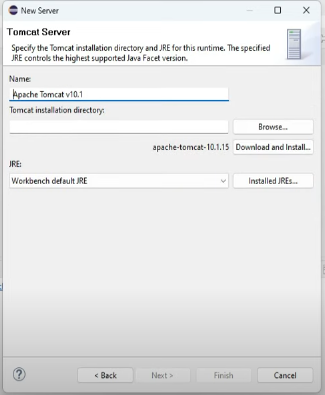 New Server
Tomcat Server
Specify the Tomcat installation directory and JRE for this runtime. The specified
JRE controls the highest supported Java Facet version.
Name:
Apache Tomcat v10.1
Tomcat installation directory:
Browse...
apache-tomcat-10.1.15 Download and Install...
JRE:
Workbench default JRE Installed JREs...
? < Back Next > Finish Cancel